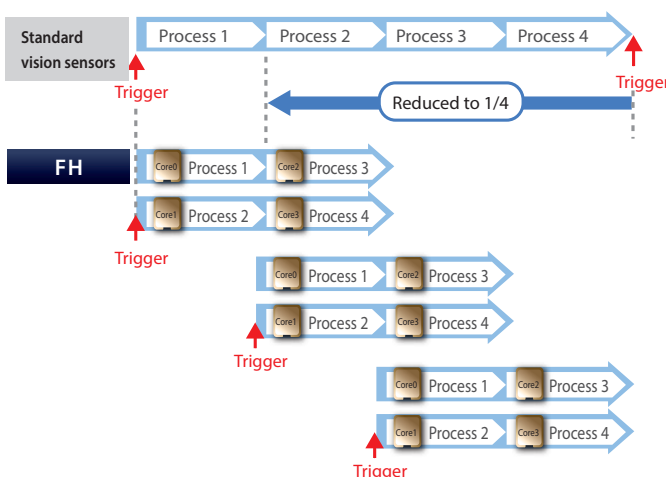 Standard
vision sensors
Process 1 Process 2 Process 3 Process 4
Trigger
Trigger
Reduced to 1/4
FH
Core0 Process 1 Core2 Process 3
Core1 Process 2 Core3 Process 4
Trigger
Core0 Process 1 Core2 Process 3
Core1 Process 2 Core3 Process 4
Trigger
Core0 Process 1 Core2 Process 3
Core1 Process 2 Core3 Process 4
Trigger